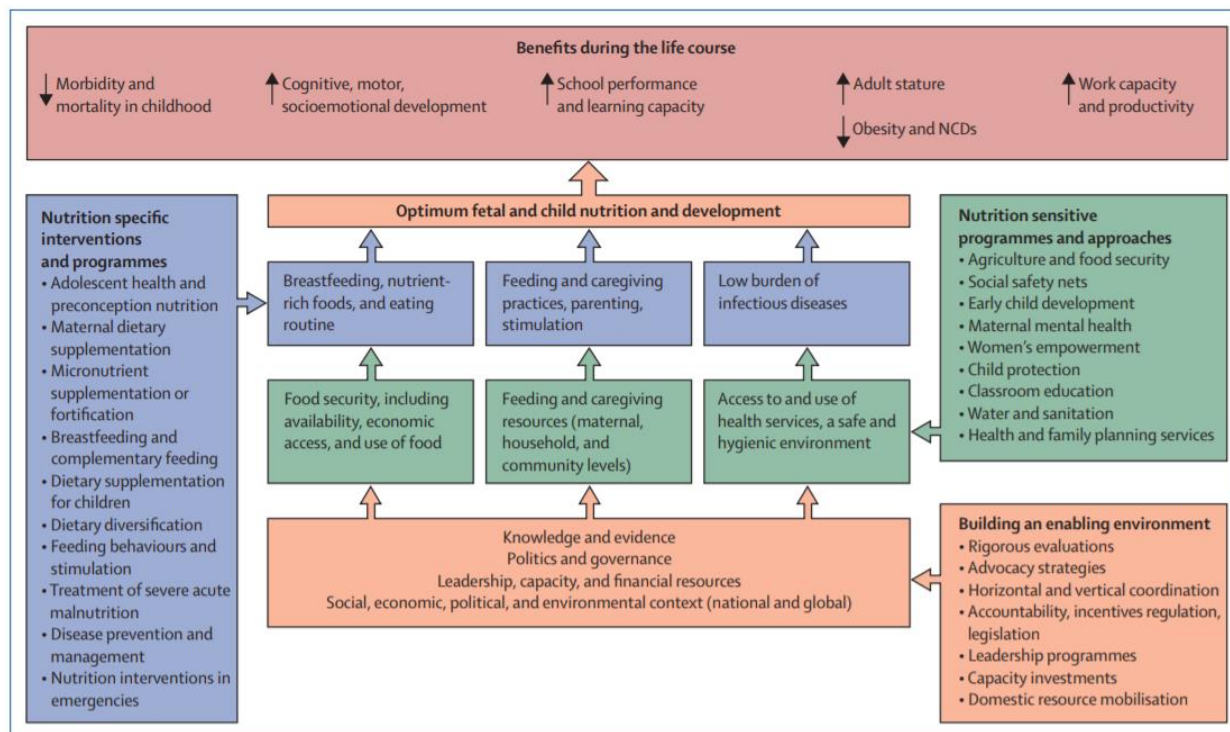 Benefits during the life course
Morbidity and
mortality in childhood
Cognitive, motor,
socioemotional development
School performance
and learning capacity
Adult stature
Obesity and NCDs
Work capacity
and productivity
Nutrition specific
interventions
and programmes
• Adolescent health and
preconception nutrition
• Maternal dietary
supplementation
• Micronutrient
supplementation or
fortification
• Breastfeeding and
complementary feeding
• Dietary supplementation
for children
• Dietary diversification
• Feeding behaviours and
stimulation
• Treatment of severe acute
malnutrition
• Disease prevention and
management
• Nutrition interventions in
emergencies
Optimum fetal and child nutrition and development
Breastfeeding, nutrient-
rich foods, and eating
routine
Feeding and caregiving
practices, parenting,
stimulation
Low burden of
infectious diseases
Food security, including
availability, economic
access, and use of food
Feeding and caregiving
resources (maternal,
household, and
community levels)
Access to and use of
health services, a safe and
hygienic environment
Knowledge and evidence
Politics and governance
Leadership, capacity, and financial resources
Social, economic, political, and environmental context (national and global)
Nutrition sensitive
programmes and approaches
• Agriculture and food security
• Social safety nets
• Early child development
• Maternal mental health
• Women's empowerment
• Child protection
• Classroom education
• Water and sanitation
• Health and family planning services
Building an enabling environment
• Rigorous evaluations
• Advocacy strategies
• Horizontal and vertical coordination
• Accountability, incentives regulation,
legislation
• Leadership programmes
• Capacity investments
• Domestic resource mobilisation